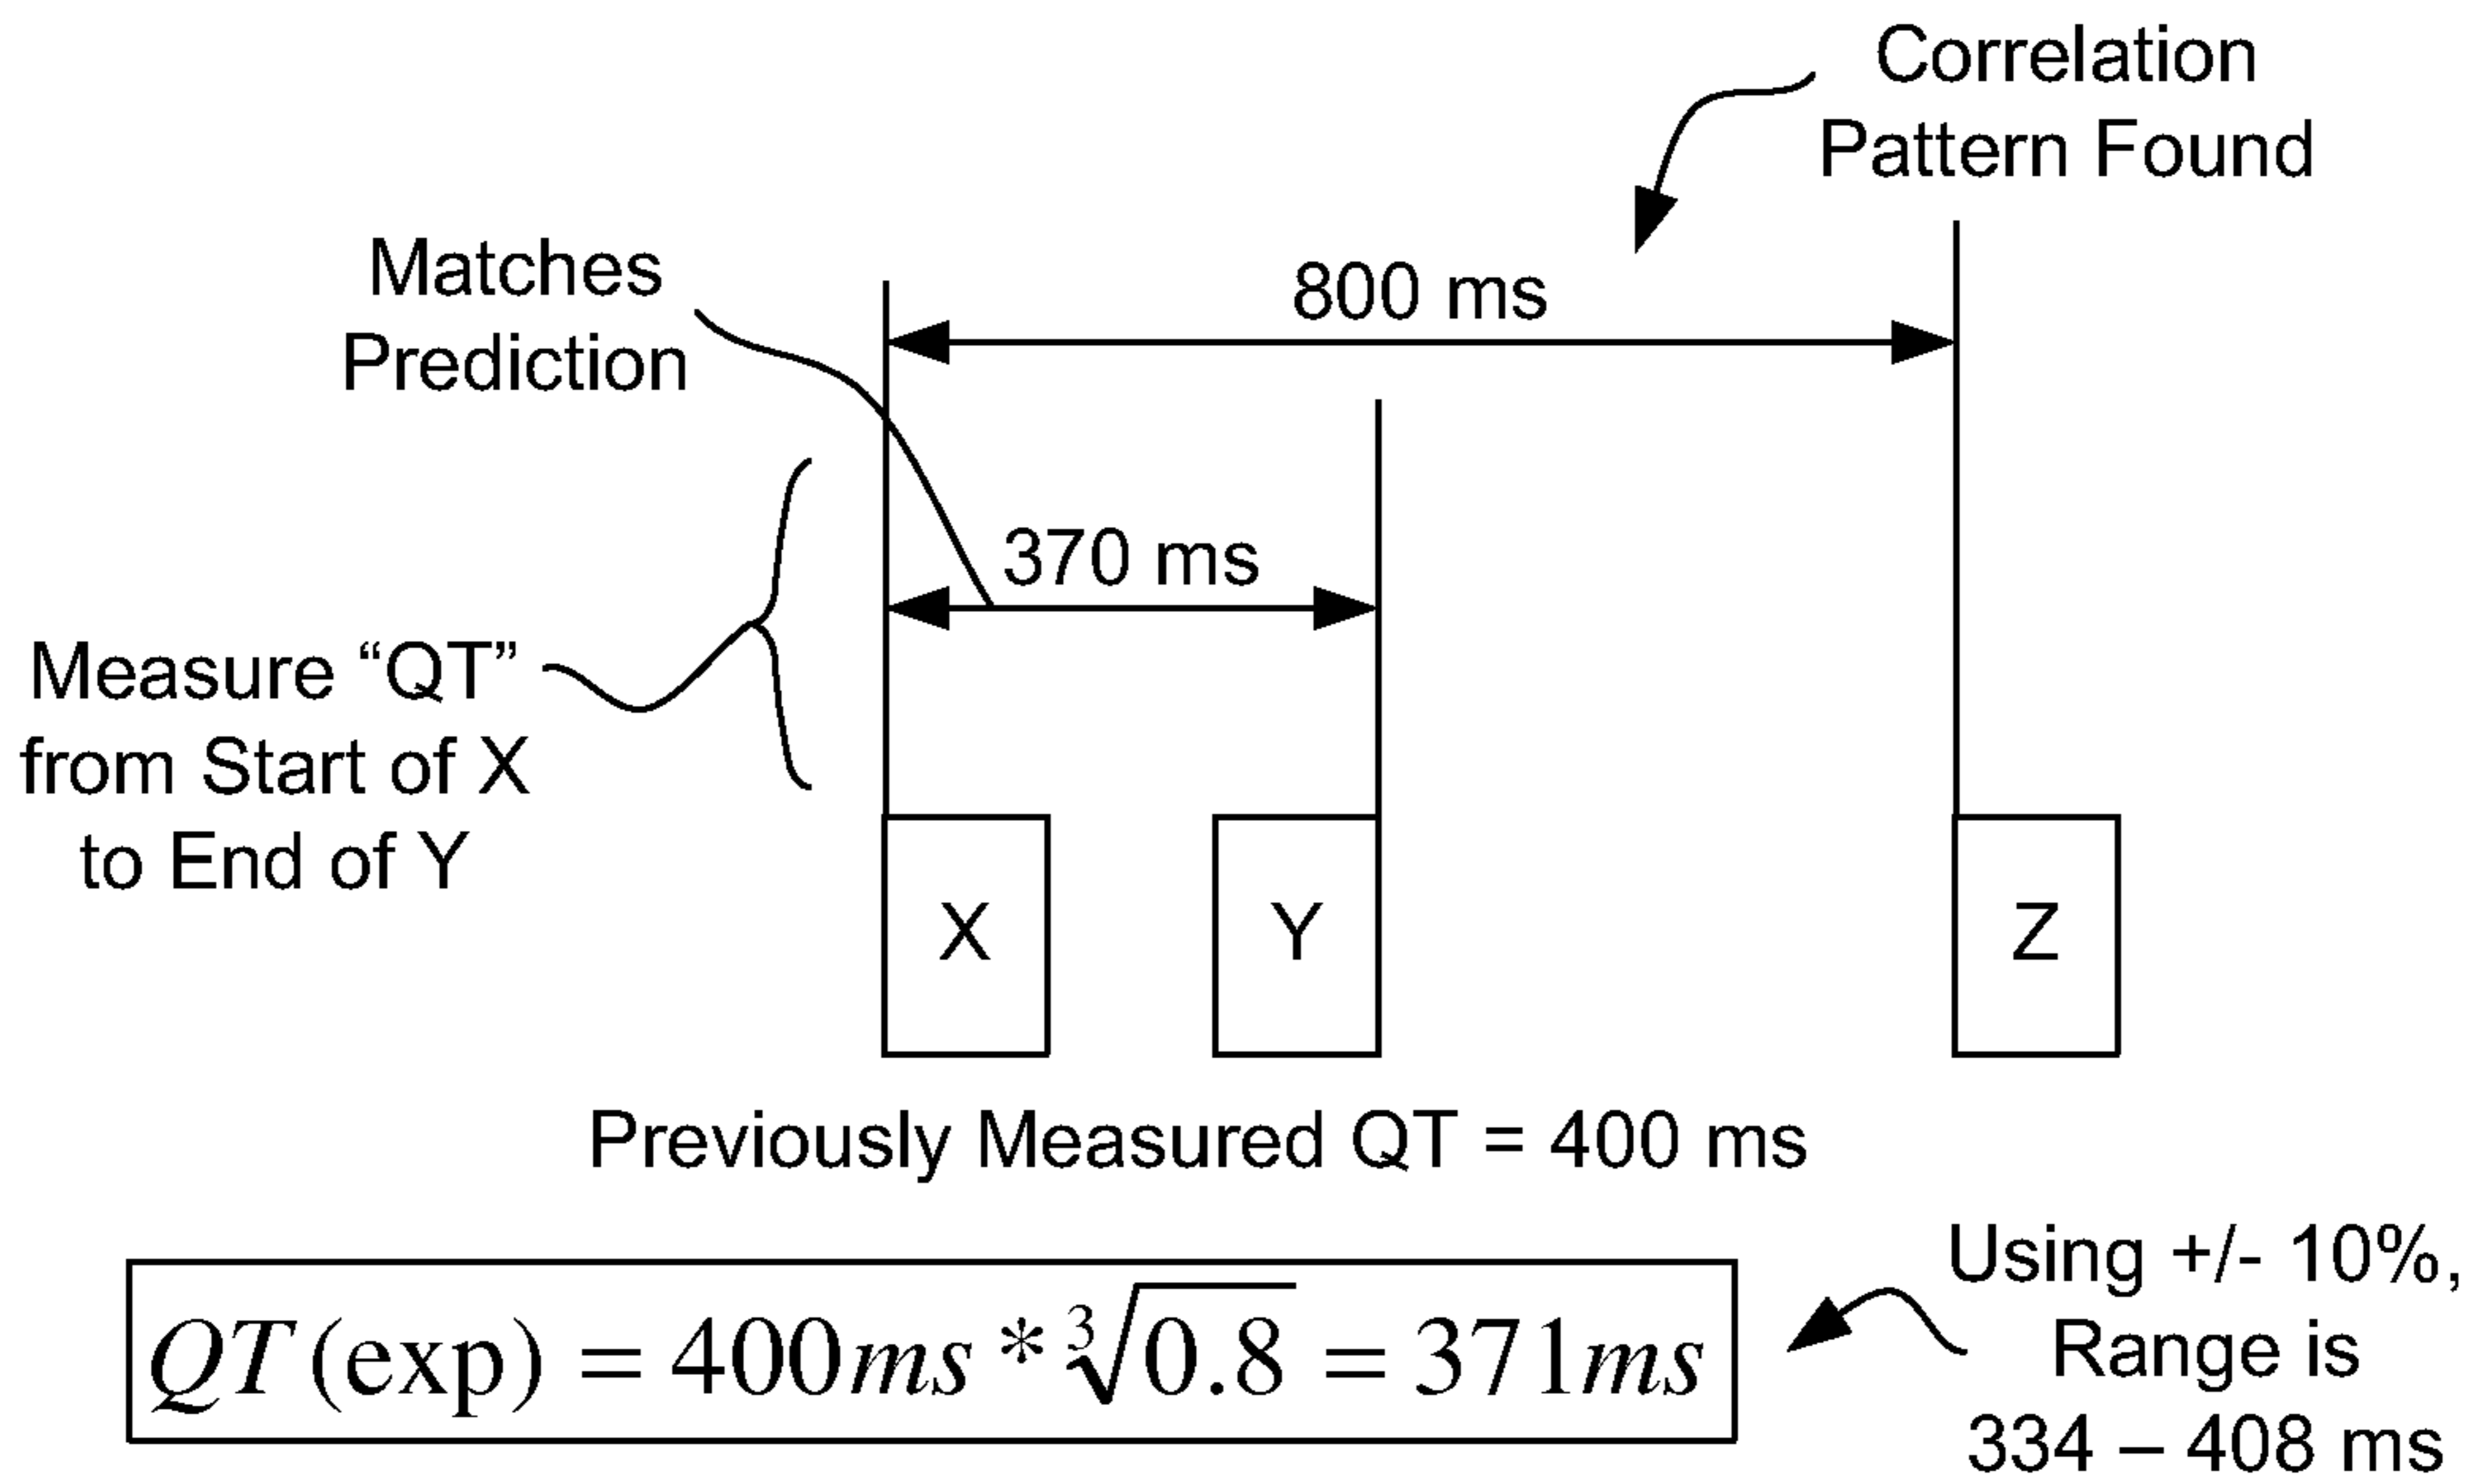 Correlation
Pattern Found
Matches
Prediction
800 ms
370 ms
Measure “QT”
from Start of X
to End of Y
X
Y
Z
Previously Measured QT = 400 ms
QT(exp) = 400ms * ∛0.8 = 371ms
Using +/- 10%,
Range is
334 – 408 ms